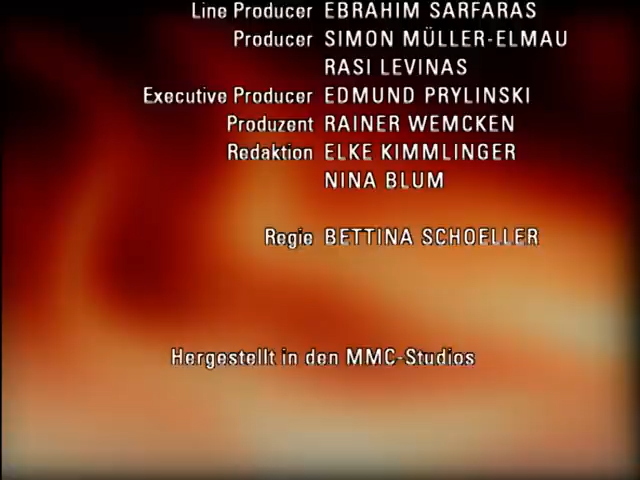 Line Producer EBRAHIM SARFARAS
Producer SIMON MÜLLER-ELMAU
RASI LEVINAS
Executive Producer EDMUND PRYLINSKI
Produzent RAINER WEMCKEN
Redaktion ELKE KIMMLINGER
NINA BLUM
Regie BETTINA SCHOELLER
Hergestellt in den MMC-Studios